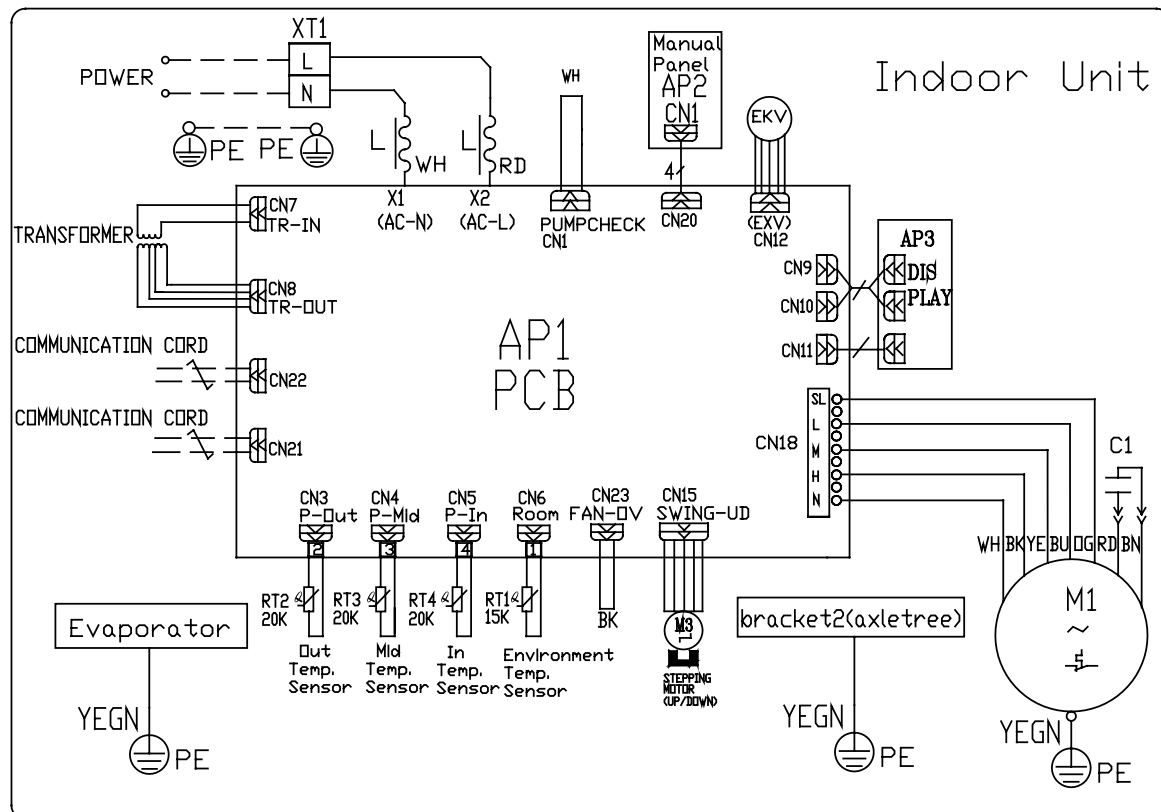 XT1
L
N
POWER
PE PE
L WH
L RD
WH
Manual
Panel
AP2
CN1
4
EKV
Indoor Unit
X1
(AC-N)
X2
(AC-L)
PUMPCHECK
CN1
CN20
(EXV)
CN12
CN7
TR-IN
TRANSFORMER
CN8
TR-OUT
COMMUNICATION CORD
CN22
COMMUNICATION CORD
CN21
AP1
PCB
CN9
CN10
CN11
AP3
DIS
PLAY
CN18
SL
L
M
H
N
C1
WH BK YE BU OG RD BN
M1
~
YEGN
PE
CN3
P-Out
2
CN4
P-Mid
3
CN5
P-In
4
CN6
Room
1
CN23
FAN-OV
CN15
SWING-UD
RT2
20K
RT3
20K
RT4
20K
RT1
15K
BK
M3
Out
Temp.
Sensor
Mid
Temp.
Sensor
In
Temp.
Sensor
Environment
Temp.
Sensor
STEPPING
MOTOR
(UP/DOWN)
Evaporator
YEGN
PE
bracket2(axletree)
YEGN
PE